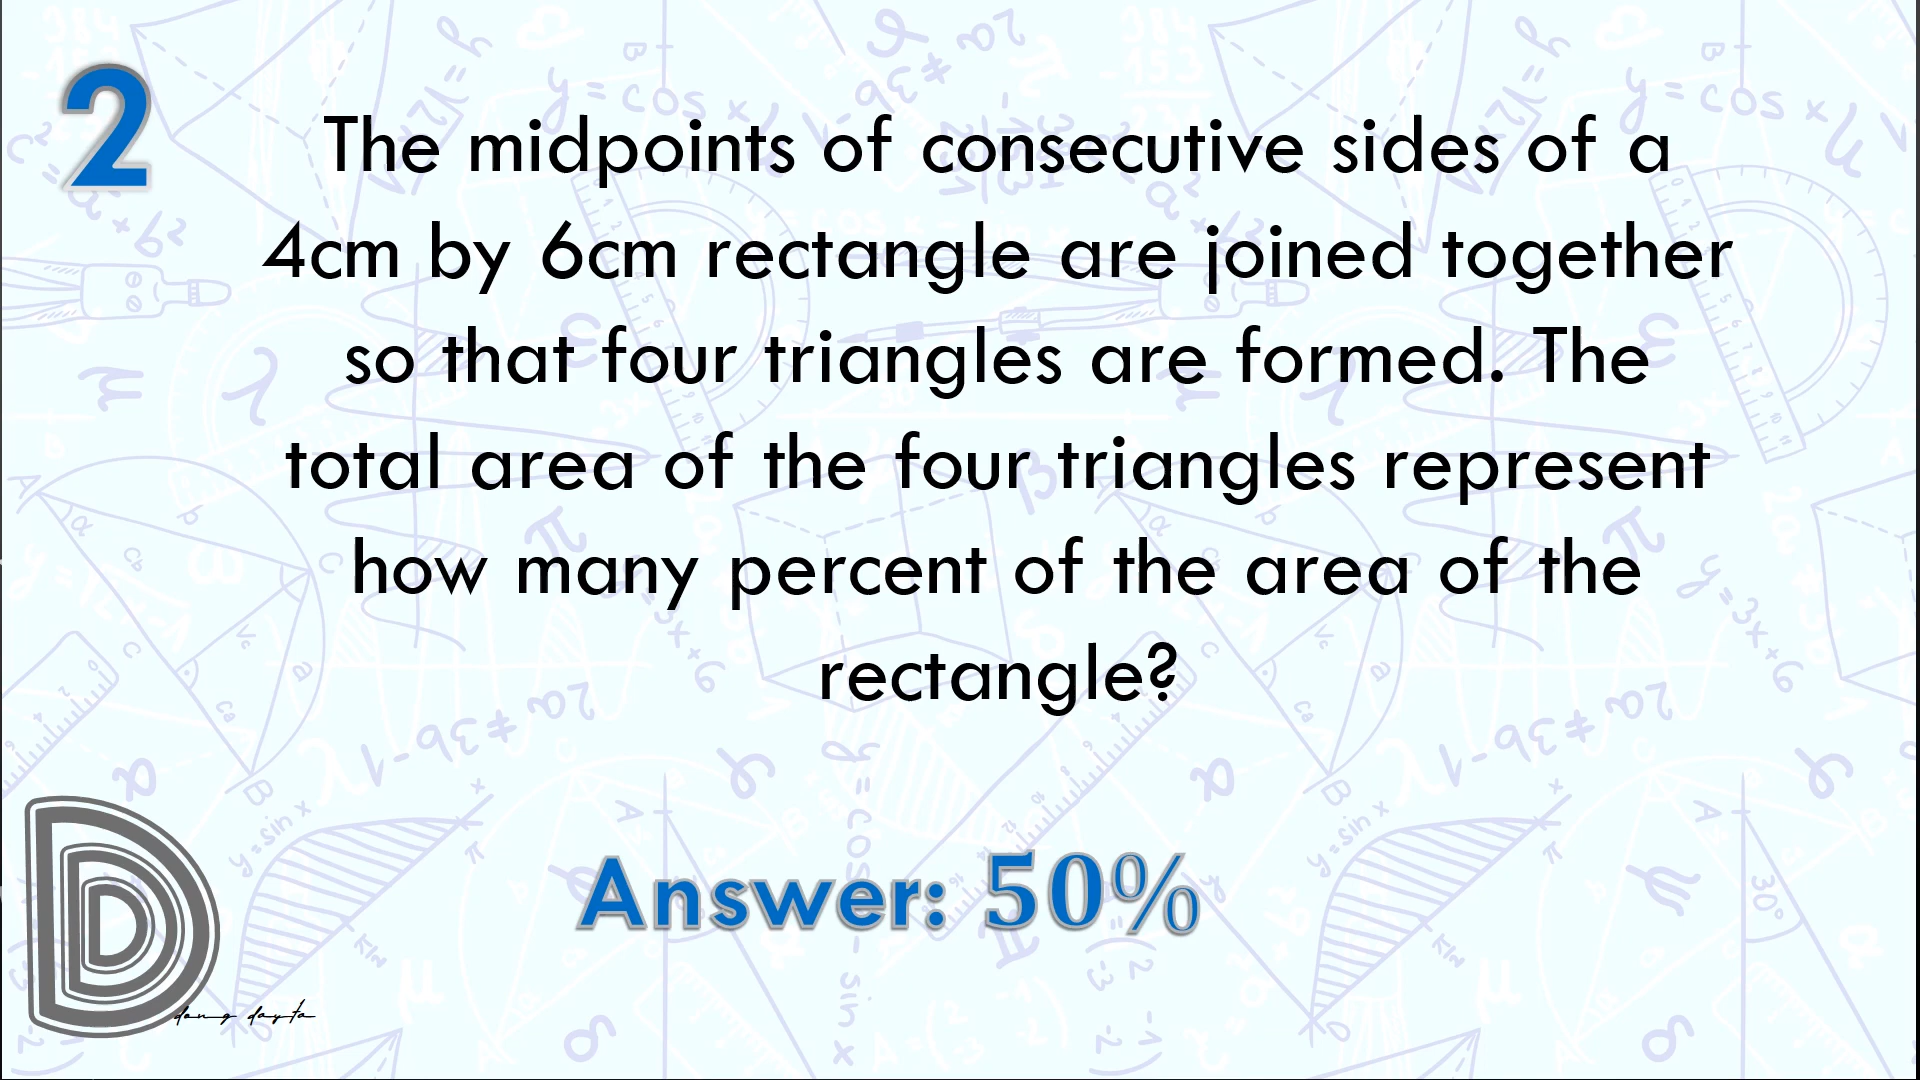 2
The midpoints of consecutive sides of a
4cm by 6cm rectangle are joined together
so that four triangles are formed. The
total area of the four triangles represent
how many percent of the area of the
rectangle?
Answer: 50%
dong dayta